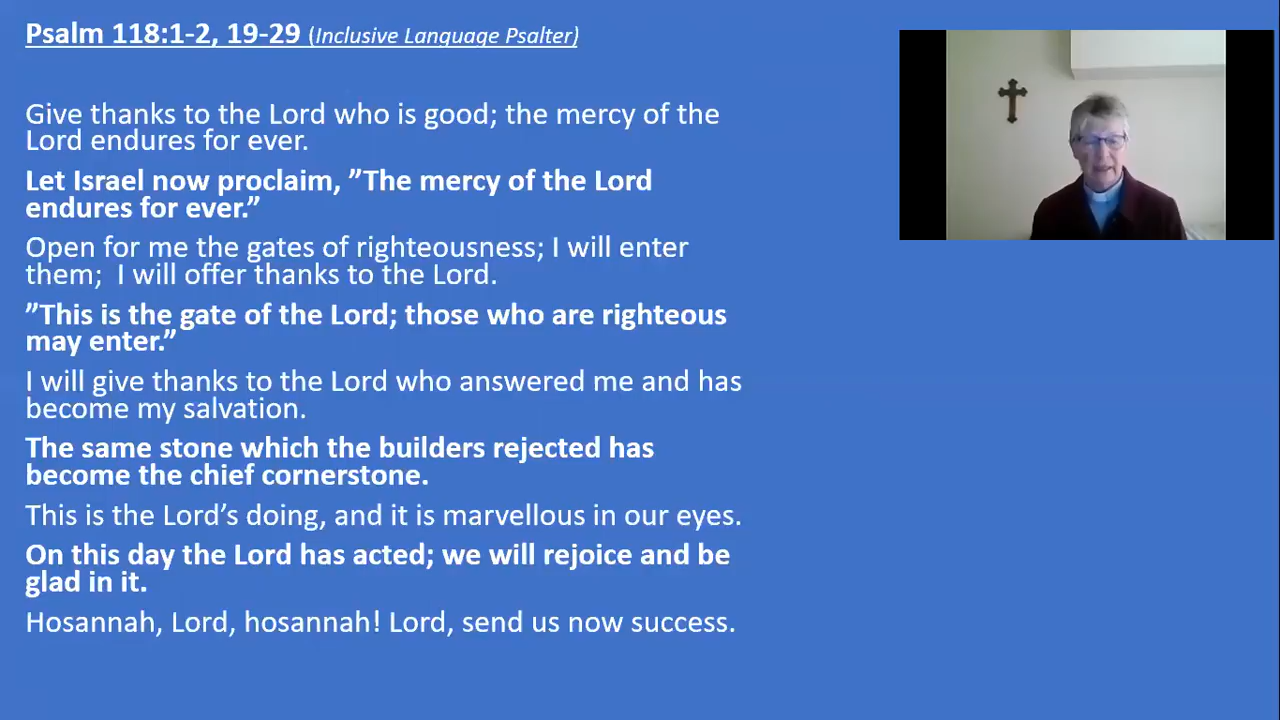 Psalm 118:1-2, 19-29 (Inclusive Language Psalter)
Give thanks to the Lord who is good; the mercy of the
Lord endures for ever.
Let Israel now proclaim, ”The mercy of the Lord
endures for ever.”
Open for me the gates of righteousness; I will enter
them;  I will offer thanks to the Lord.
”This is the gate of the Lord; those who are righteous
may enter.”
I will give thanks to the Lord who answered me and has
become my salvation.
The same stone which the builders rejected has
become the chief cornerstone.
This is the Lord’s doing, and it is marvellous in our eyes.
On this day the Lord has acted; we will rejoice and be
glad in it.
Hosannah, Lord, hosannah! Lord, send us now success.